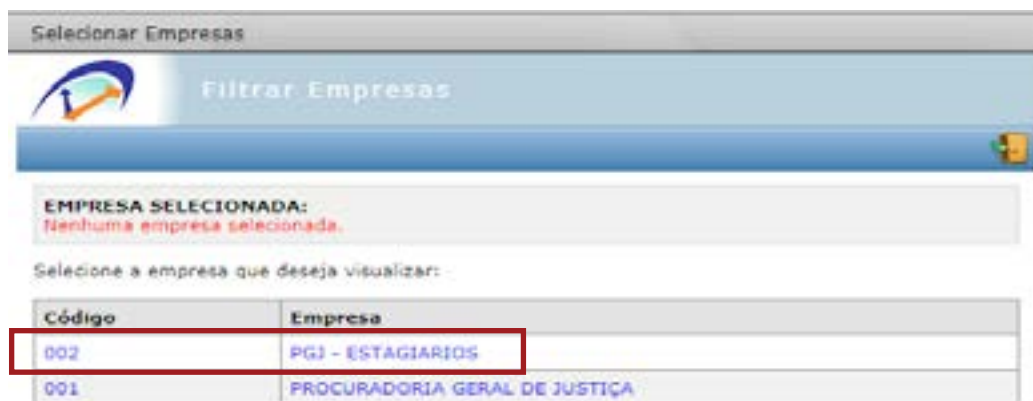 Selecionar Empresas
Filtrar Empresas
EMPRESA SELECIONADA:
Nenhuma empresa selecionada.
Selecione a empresa que deseja visualizar:
Código Empresa
002 PGJ - ESTAGIARIOS
001 PROCURADORIA GERAL DE JUSTIÇA